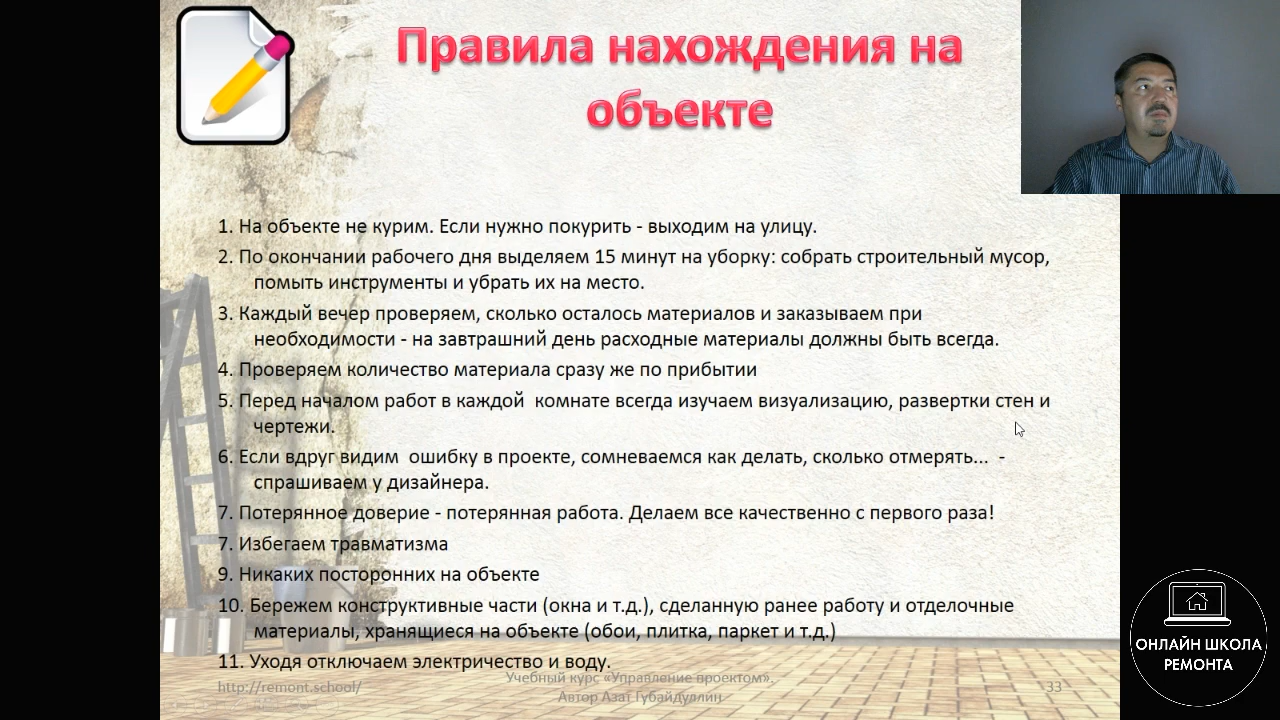 Правила нахождения на
объекте
1. На объекте не курим. Если нужно покурить - выходим на улицу.
2. По окончании рабочего дня выделяем 15 минут на уборку: собрать строительный мусор,
помыть инструменты и убрать их на место.
3. Каждый вечер проверяем, сколько осталось материалов и заказываем при
необходимости - на завтрашний день расходные материалы должны быть всегда.
4. Проверяем количество материала сразу же по прибытии
5. Перед началом работ в каждой  комнате всегда изучаем визуализацию, развертки стен и
чертежи.
6. Если вдруг видим  ошибку в проекте, сомневаемся как делать, сколько отмерять...  -
спрашиваем у дизайнера.
7. Потерянное доверие - потерянная работа. Делаем все качественно с первого раза!
7. Избегаем травматизма
9. Никаких посторонних на объекте
10. Бережем конструктивные части (окна и т.д.), сделанную ранее работу и отделочные
материалы, хранящиеся на объекте (обои, плитка, паркет и т.д.)
11. Уходя отключаем электричество и воду.
http://remont.school/
Учебный курс «Управление проектом».
Автор Азат Губайдуллин
33
ОНЛАЙН ШКОЛА
РЕМОНТА